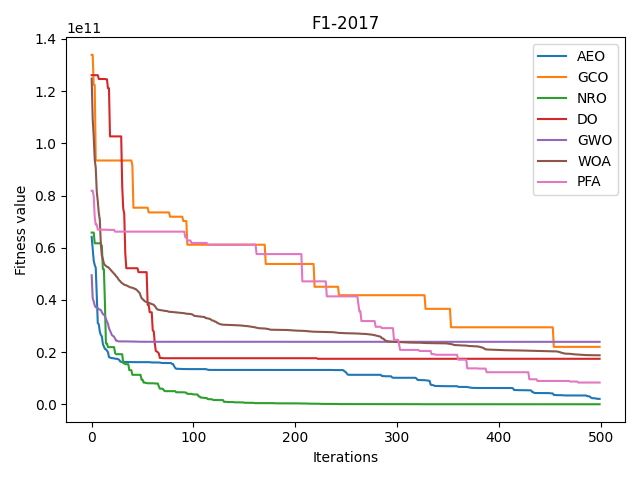 F1-2017
1e11
1.4
1.2
1.0
0.8
0.6
0.4
0.2
0.0
Fitness value
0
100
200
300
400
500
Iterations
AEO
GCO
NRO
DO
GWO
WOA
PFA